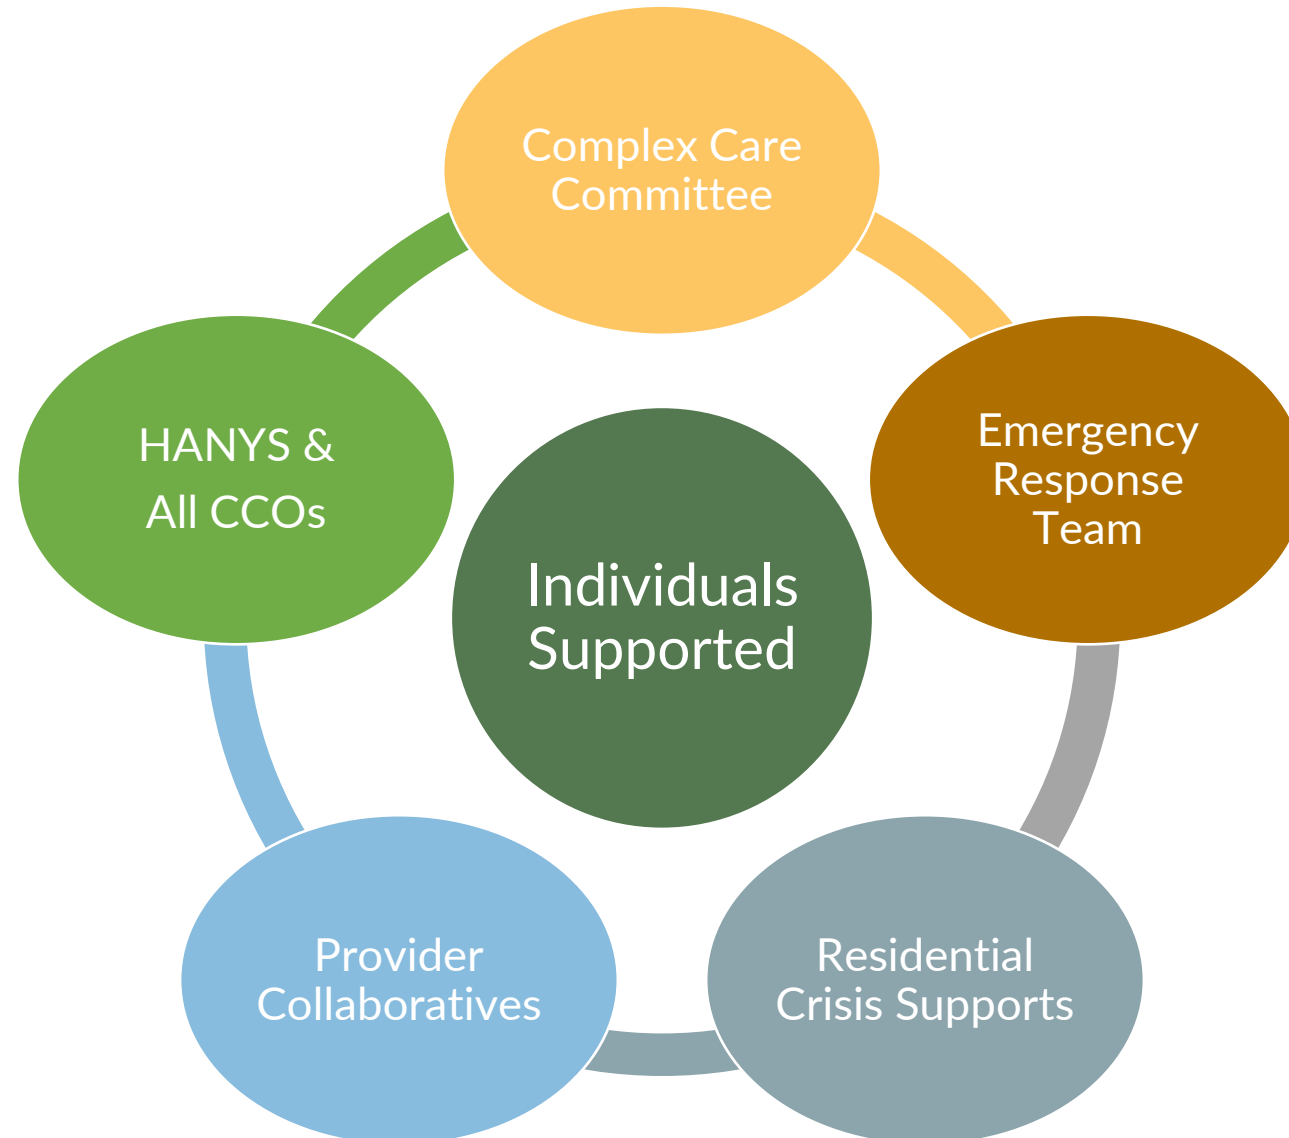 Complex Care
Committee
Emergency
Response
Team
Residential
Crisis Supports
Provider
Collaboratives
HANYS &
All CCOs
Individuals
Supported